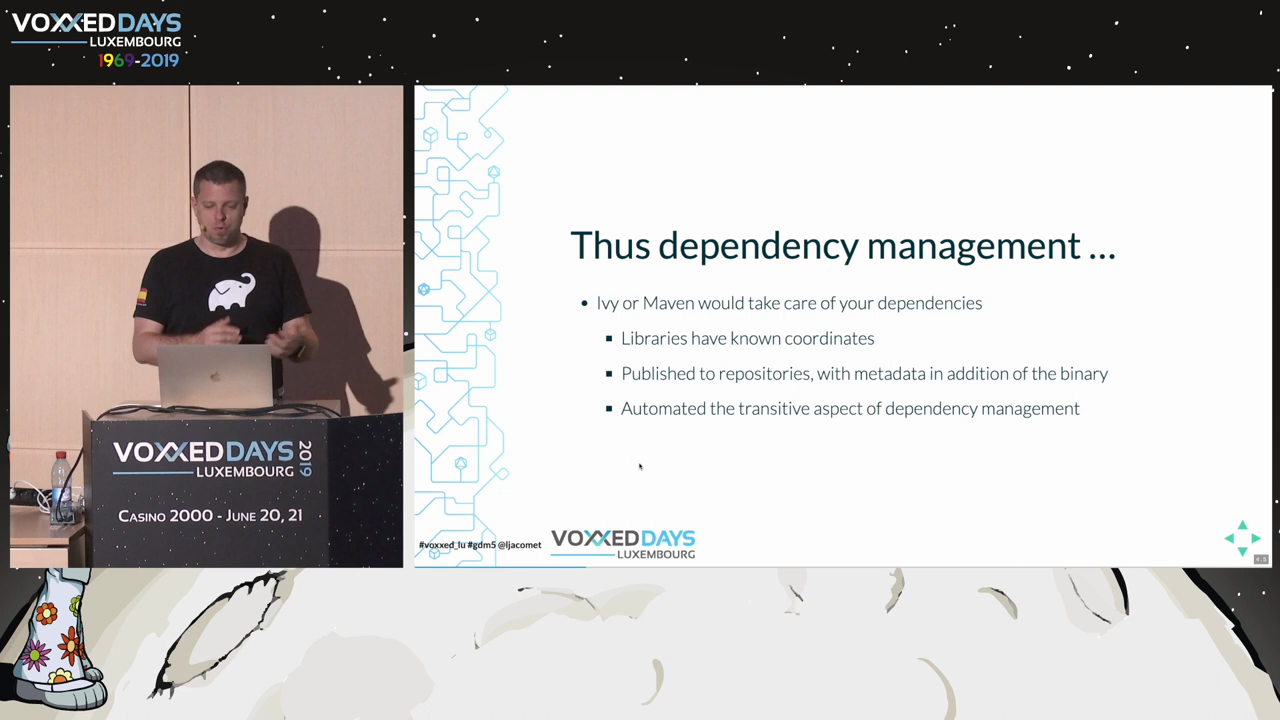 VOXXED DAYS
LUXEMBOURG
1969-2019
Thus dependency management ...
• Ivy or Maven would take care of your dependencies
▪ Libraries have known coordinates
▪ Published to repositories, with metadata in addition of the binary
▪ Automated the transitive aspect of dependency management
#voxxed_lu #gdm5 @ljacomet
VOXXED DAYS
LUXEMBOURG
VOXXED DAYS
LUXEMBOURG
2019
CASINO 2000 - JUNE 20, 21